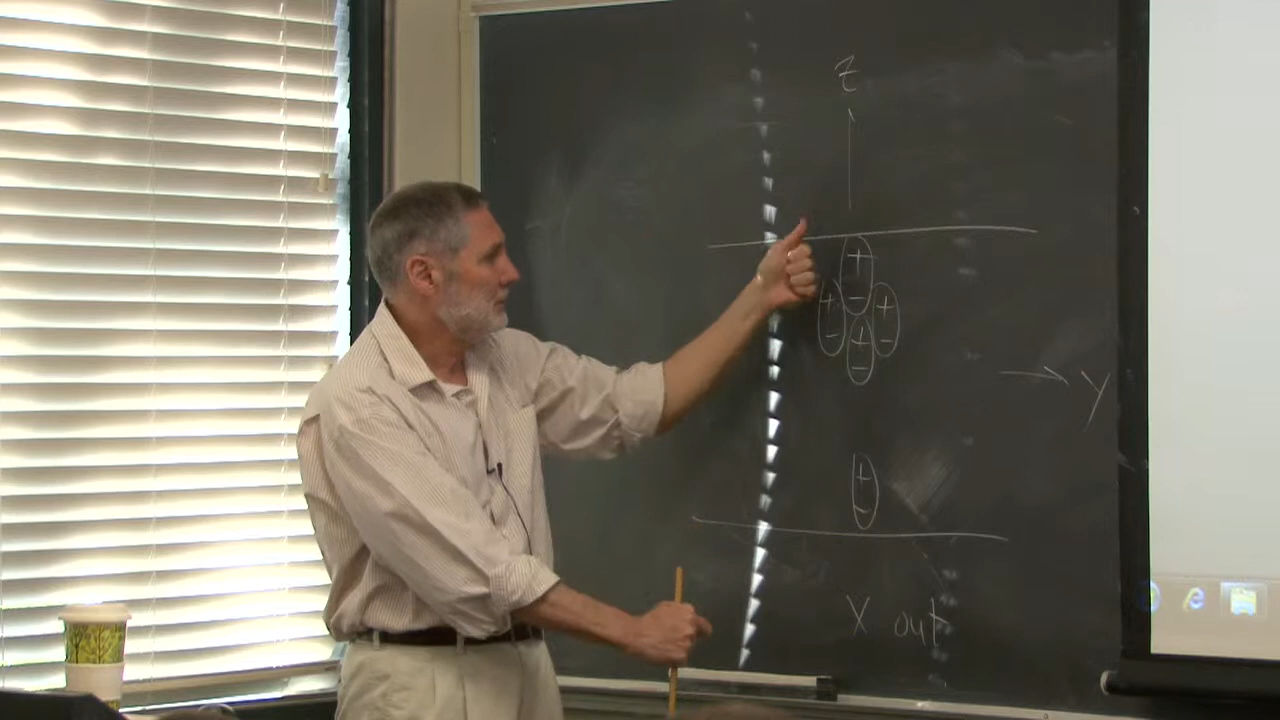 Z
+
-
+ +
- + -
-
Y
+
-
X out